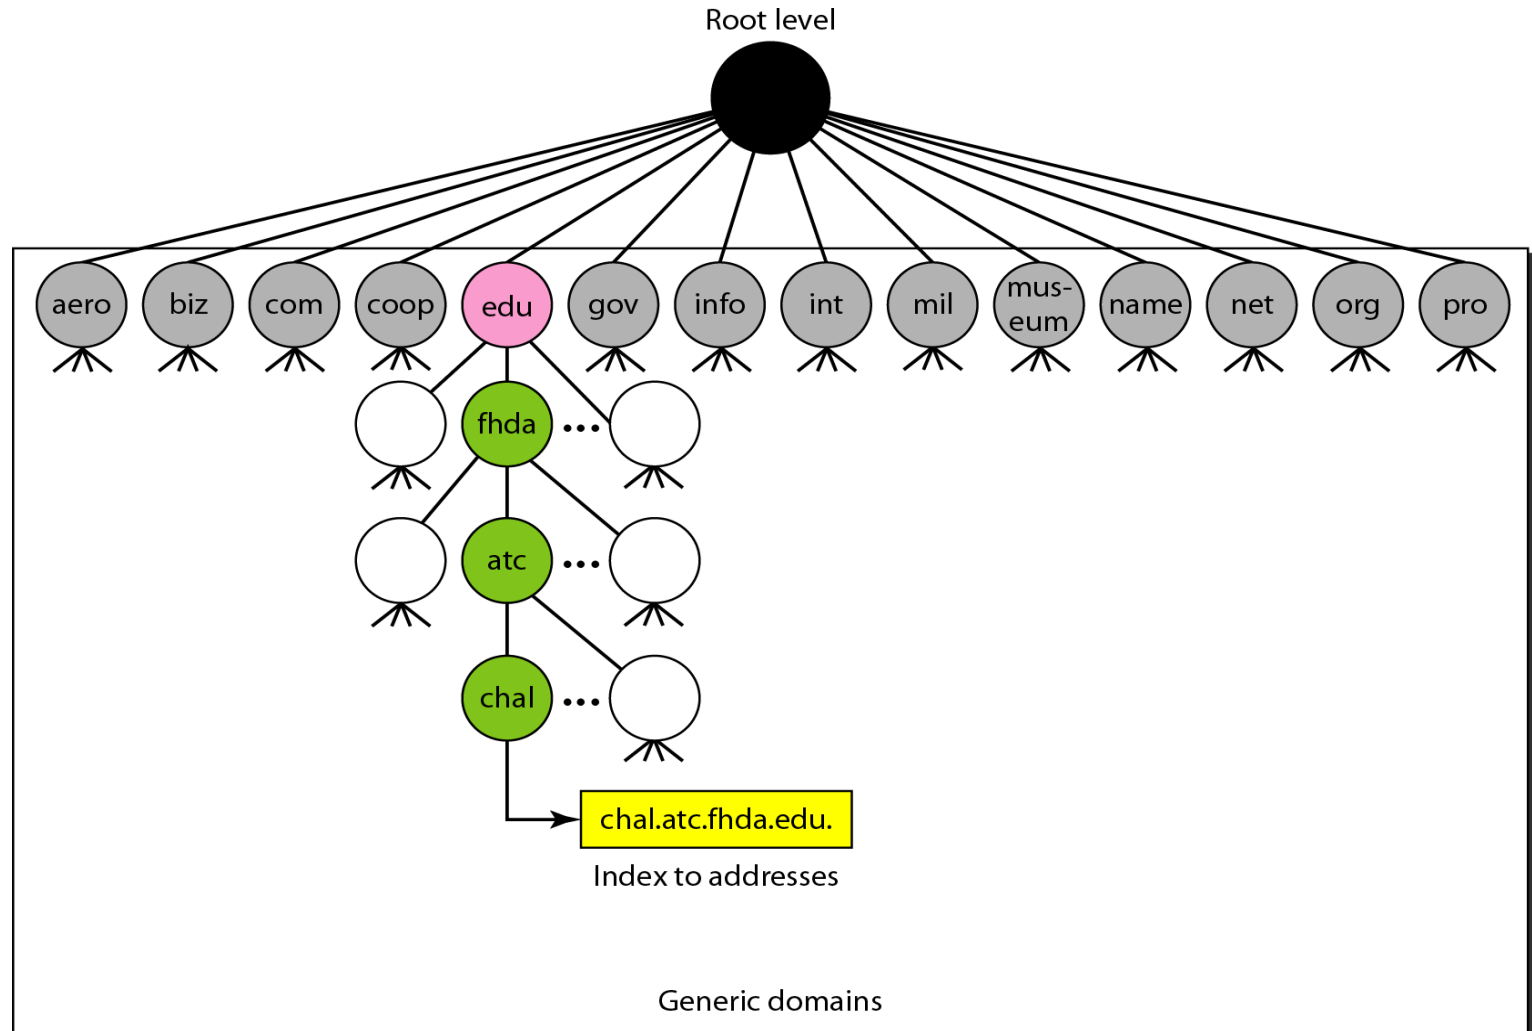 Root level
aero biz com coop edu gov info int mil mus-
eum name net org pro
fhda ...
atc ...
chal ...
chal.atc.fhda.edu.
Index to addresses
Generic domains